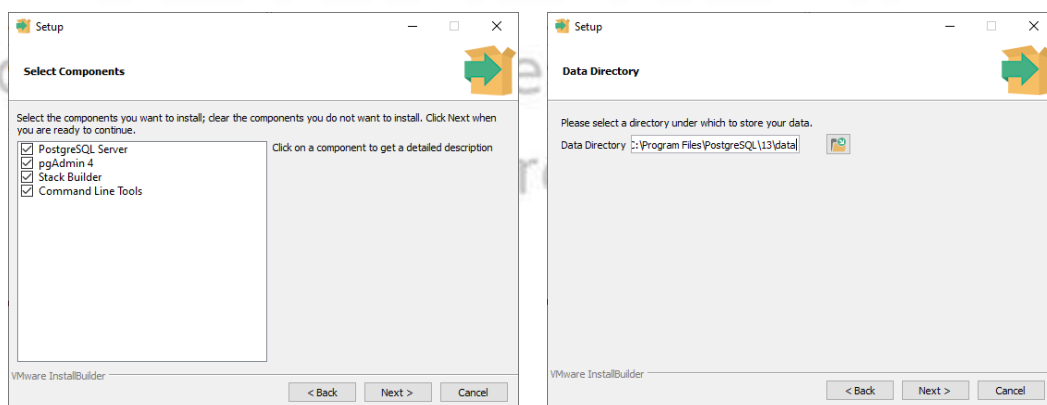 Setup
Select Components
Select the components you want to install; clear the components you do not want to install. Click Next when
you are ready to continue.
PostgreSQL Server
pgAdmin 4
Stack Builder
Command Line Tools
Click on a component to get a detailed description
VMware InstallBuilder
< Back
Next >
Cancel
Setup
Data Directory
Please select a directory under which to store your data.
Data Directory
:\Program Files\PostgreSQL\13\data
VMware InstallBuilder
< Back
Next >
Cancel